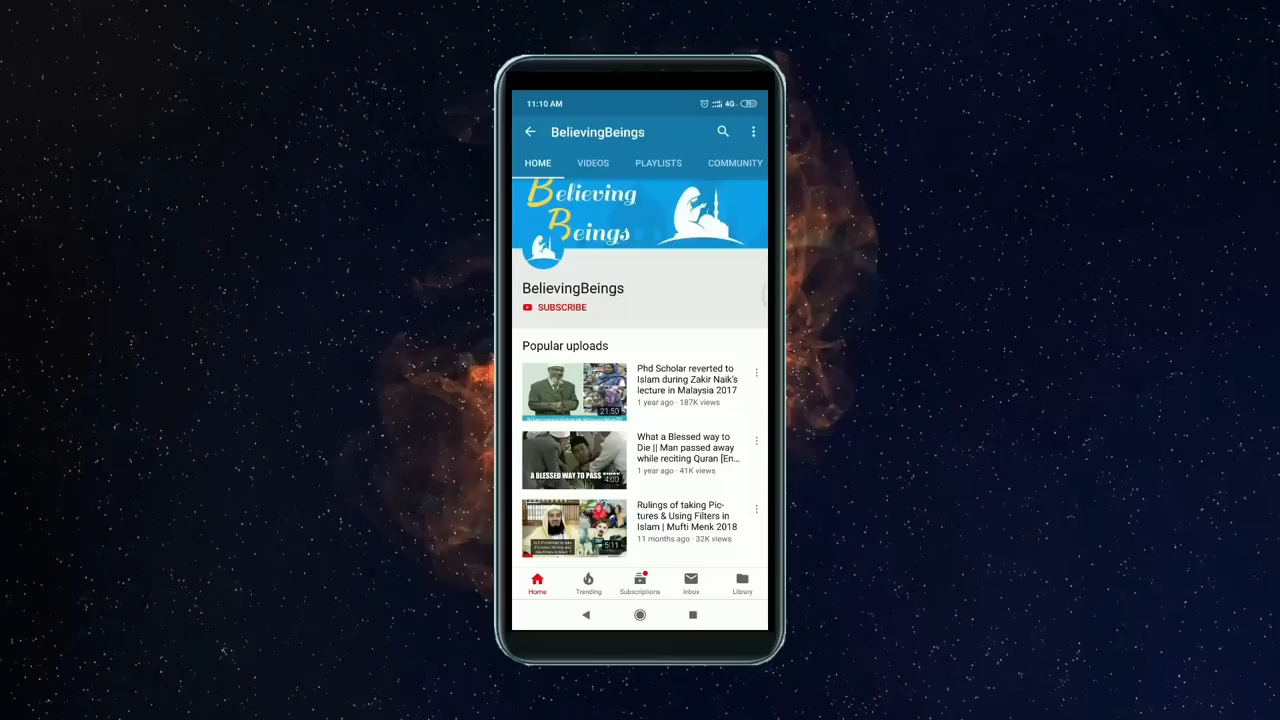 11:10 AM
4G
BelievingBeings
HOME VIDEOS PLAYLISTS COMMUNITY
Believing
Beings
BelievingBeings
SUBSCRIBE
Popular uploads
Phd Scholar reverted to
Islam during Zakir Naik's
lecture in Malaysia 2017
1 year ago · 187K views
21:50
What a Blessed way to
Die || Man passed away
while reciting Quran [En...
1 year ago · 41K views
A BLESSED WAY TO PASS
4:00
Rulings of taking Pic-
tures & Using Filters in
Islam | Mufti Menk 2018
11 months ago · 32K views
5:11
Home Trending Subscriptions Inbox Library